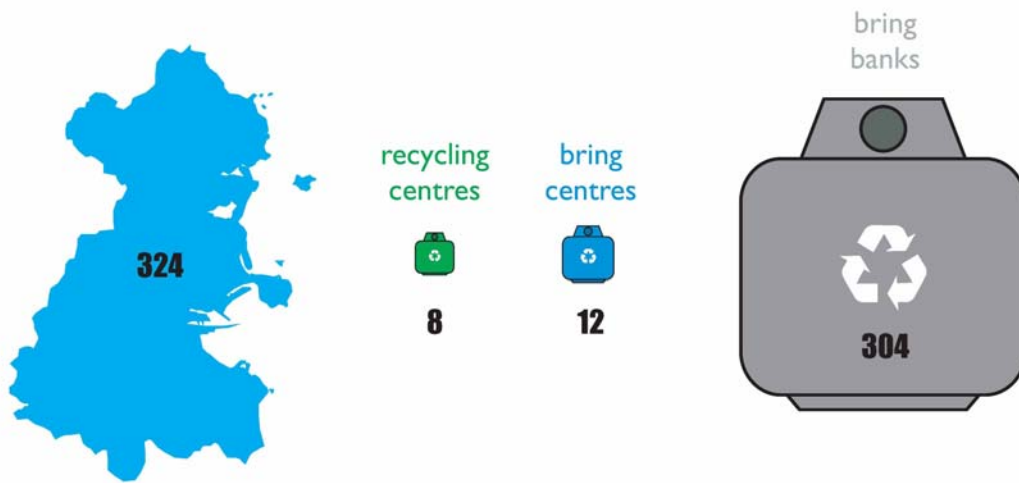 324
recycling
centres
8
bring
centres
12
bring
banks
304